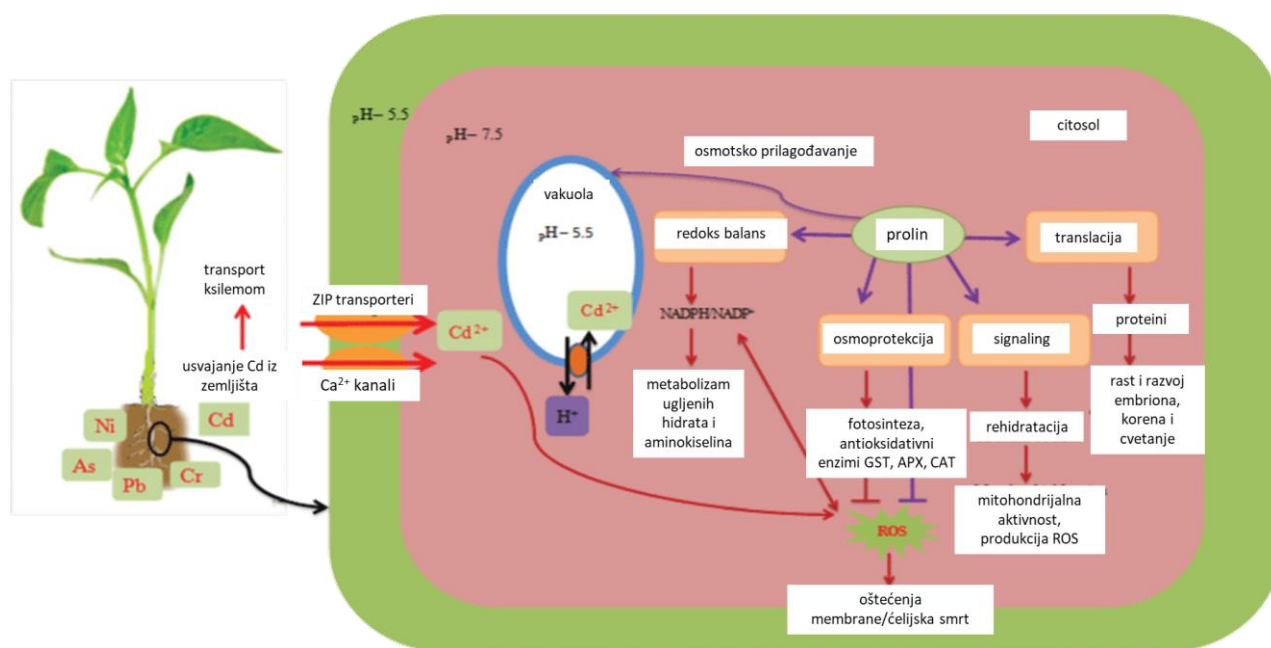 transport
ksilemom
usvajanje Cd iz
zemljišta
Ni
Cd
As
Pb
Cr
pH– 5.5
pH– 7.5
citosol
osmotsko prilagođavanje
vakuola
pH– 5.5
redoks balans
prolin
translacija
ZIP transporteri
Cd²⁺
Cd²⁺
Ca²⁺ kanali
H⁺
NADPH/NADP⁺
osmoprotekcija
signaling
proteini
metabolizam
ugljenih
hidrata i
aminokiselina
fotosinteza,
antioksidativni
enzimi GST, APX, CAT
rehidratacija
rast i razvoj
embriona,
korena i
cvetanje
ROS
mitohondrijalna
aktivnost,
produkcija ROS
oštećenja
membrane/ćelijska smrt